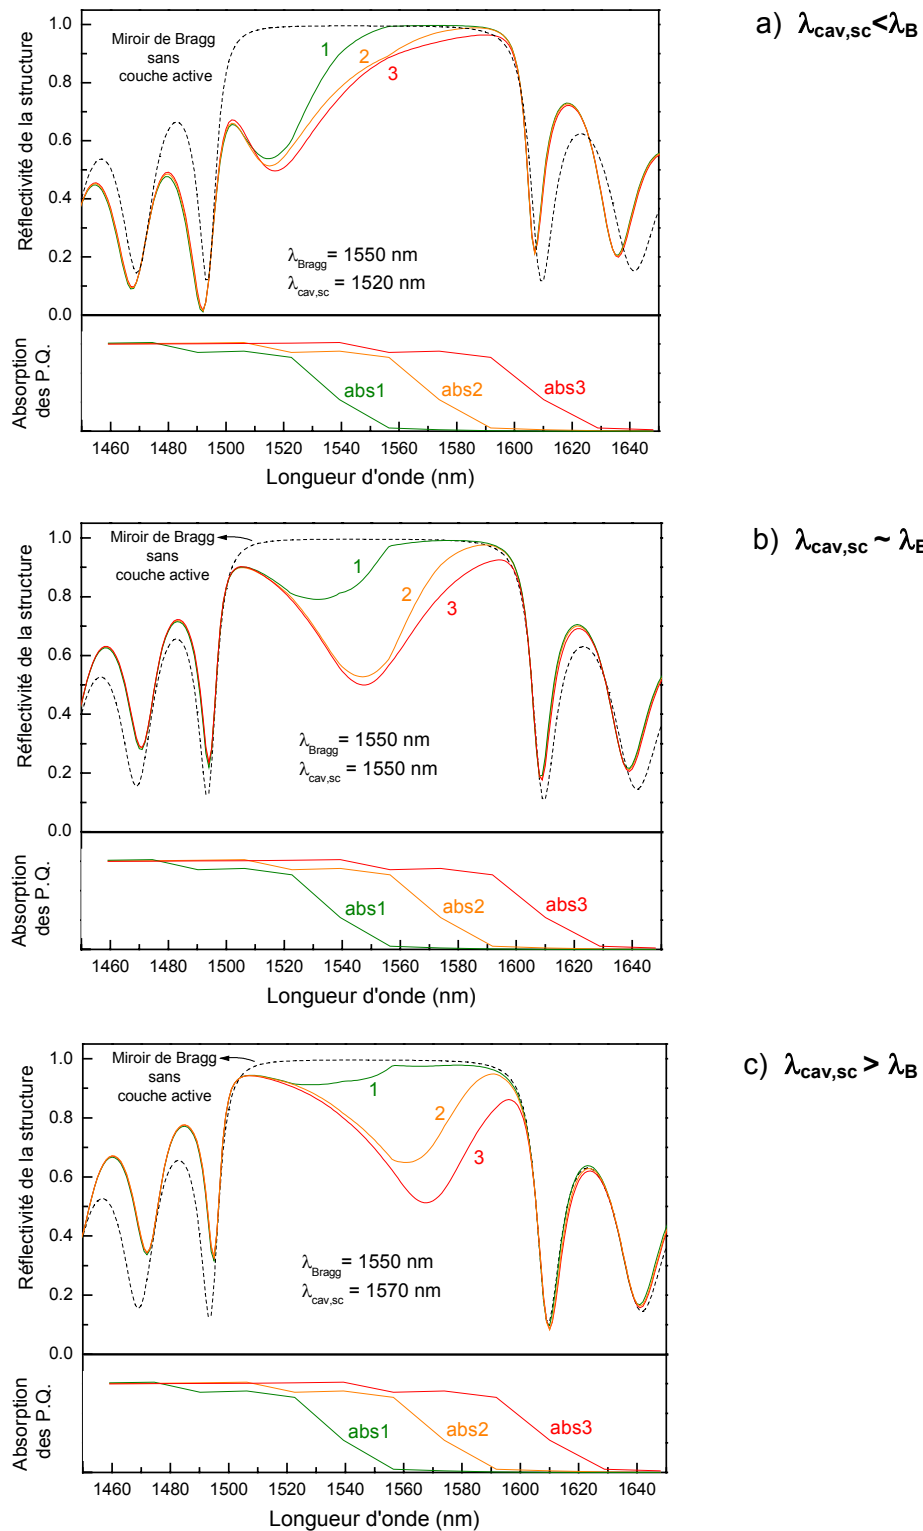 a) λcav,sc<λB
Réflectivité de la structure
1.0
0.8
0.6
0.4
0.2
0.0
Miroir de Bragg
sans
couche active
1
2
3
λBragg= 1550 nm
λcav,sc = 1520 nm
Absorption
des P.Q.
abs1
abs2
abs3
1460 1480 1500 1520 1540 1560 1580 1600 1620 1640
Longueur d'onde (nm)
b) λcav,sc ~ λB
Réflectivité de la structure
1.0
0.8
0.6
0.4
0.2
0.0
Miroir de Bragg
sans
couche active
1
2
3
λBragg= 1550 nm
λcav,sc = 1550 nm
Absorption
des P.Q.
abs1
abs2
abs3
1460 1480 1500 1520 1540 1560 1580 1600 1620 1640
Longueur d'onde (nm)
c) λcav,sc > λB
Réflectivité de la structure
1.0
0.8
0.6
0.4
0.2
0.0
Miroir de Bragg
sans
couche active
1
2
3
λBragg= 1550 nm
λcav,sc = 1570 nm
Absorption
des P.Q.
abs1
abs2
abs3
1460 1480 1500 1520 1540 1560 1580 1600 1620 1640
Longueur d'onde (nm)